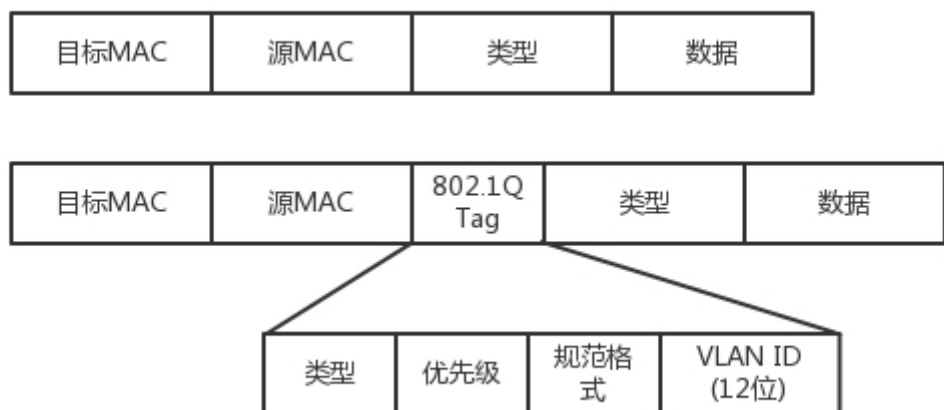 目标MAC 源MAC 类型 数据
目标MAC 源MAC 802.1Q Tag 类型 数据
类型 优先级 规范格式 VLAN ID (12位)